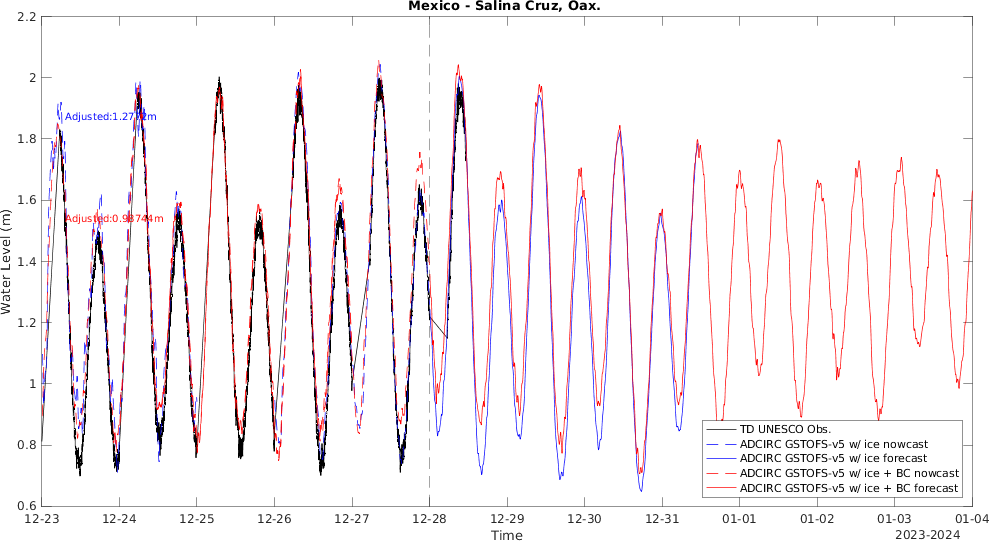 Mexico - Salina Cruz, Oax.
Water Level (m)
2.2
2
1.8
1.6
1.4
1.2
1
0.8
0.6
Adjusted:1.2772m
Adjusted:0.98744m
TD UNESCO Obs.
ADCIRC GSTOFS-v5 w/ ice nowcast
ADCIRC GSTOFS-v5 w/ ice forecast
ADCIRC GSTOFS-v5 w/ ice + BC nowcast
ADCIRC GSTOFS-v5 w/ ice + BC forecast
12-23 12-24 12-25 12-26 12-27 12-28 12-29 12-30 12-31 01-01 01-02 01-03 01-04
Time
2023-2024